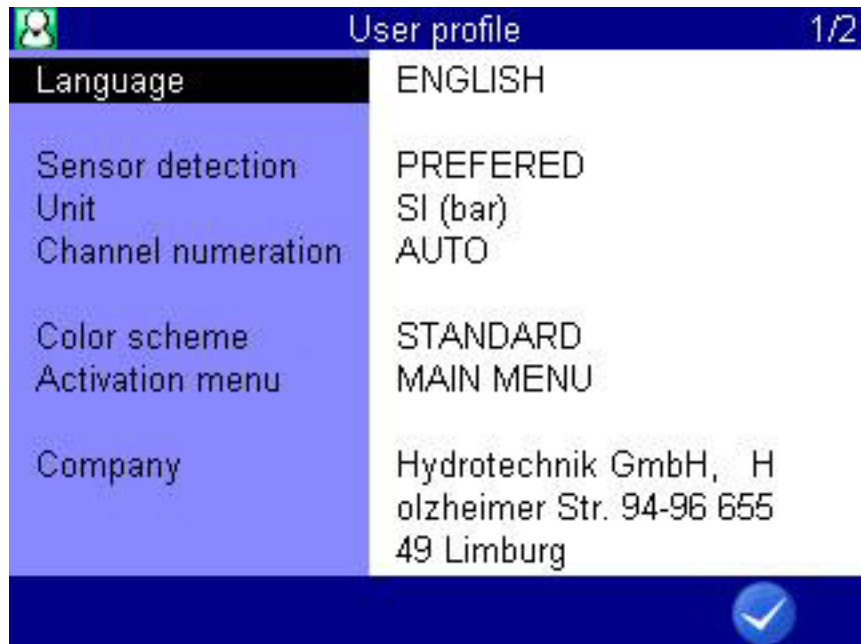 User profile 1/2
Language ENGLISH
Sensor detection PREFERED
Unit SI (bar)
Channel numeration AUTO
Color scheme STANDARD
Activation menu MAIN MENU
Company Hydrotechnik GmbH, H
olzheimer Str. 94-96 655
49 Limburg